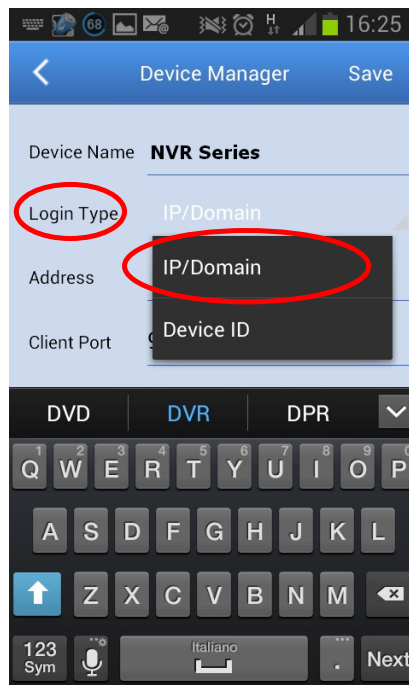 68 H 16:25
Device Manager Save
Device Name NVR Series
Login Type IP/Domain
IP/Domain
Address
Device ID
Client Port
DVD DVR DPR
1 2 3 4 5 6 7 8 9 0
Q W E R T Y U I O P
A S D F G H J K L
Z X C V B N M
123 Italiano . Next
Sym